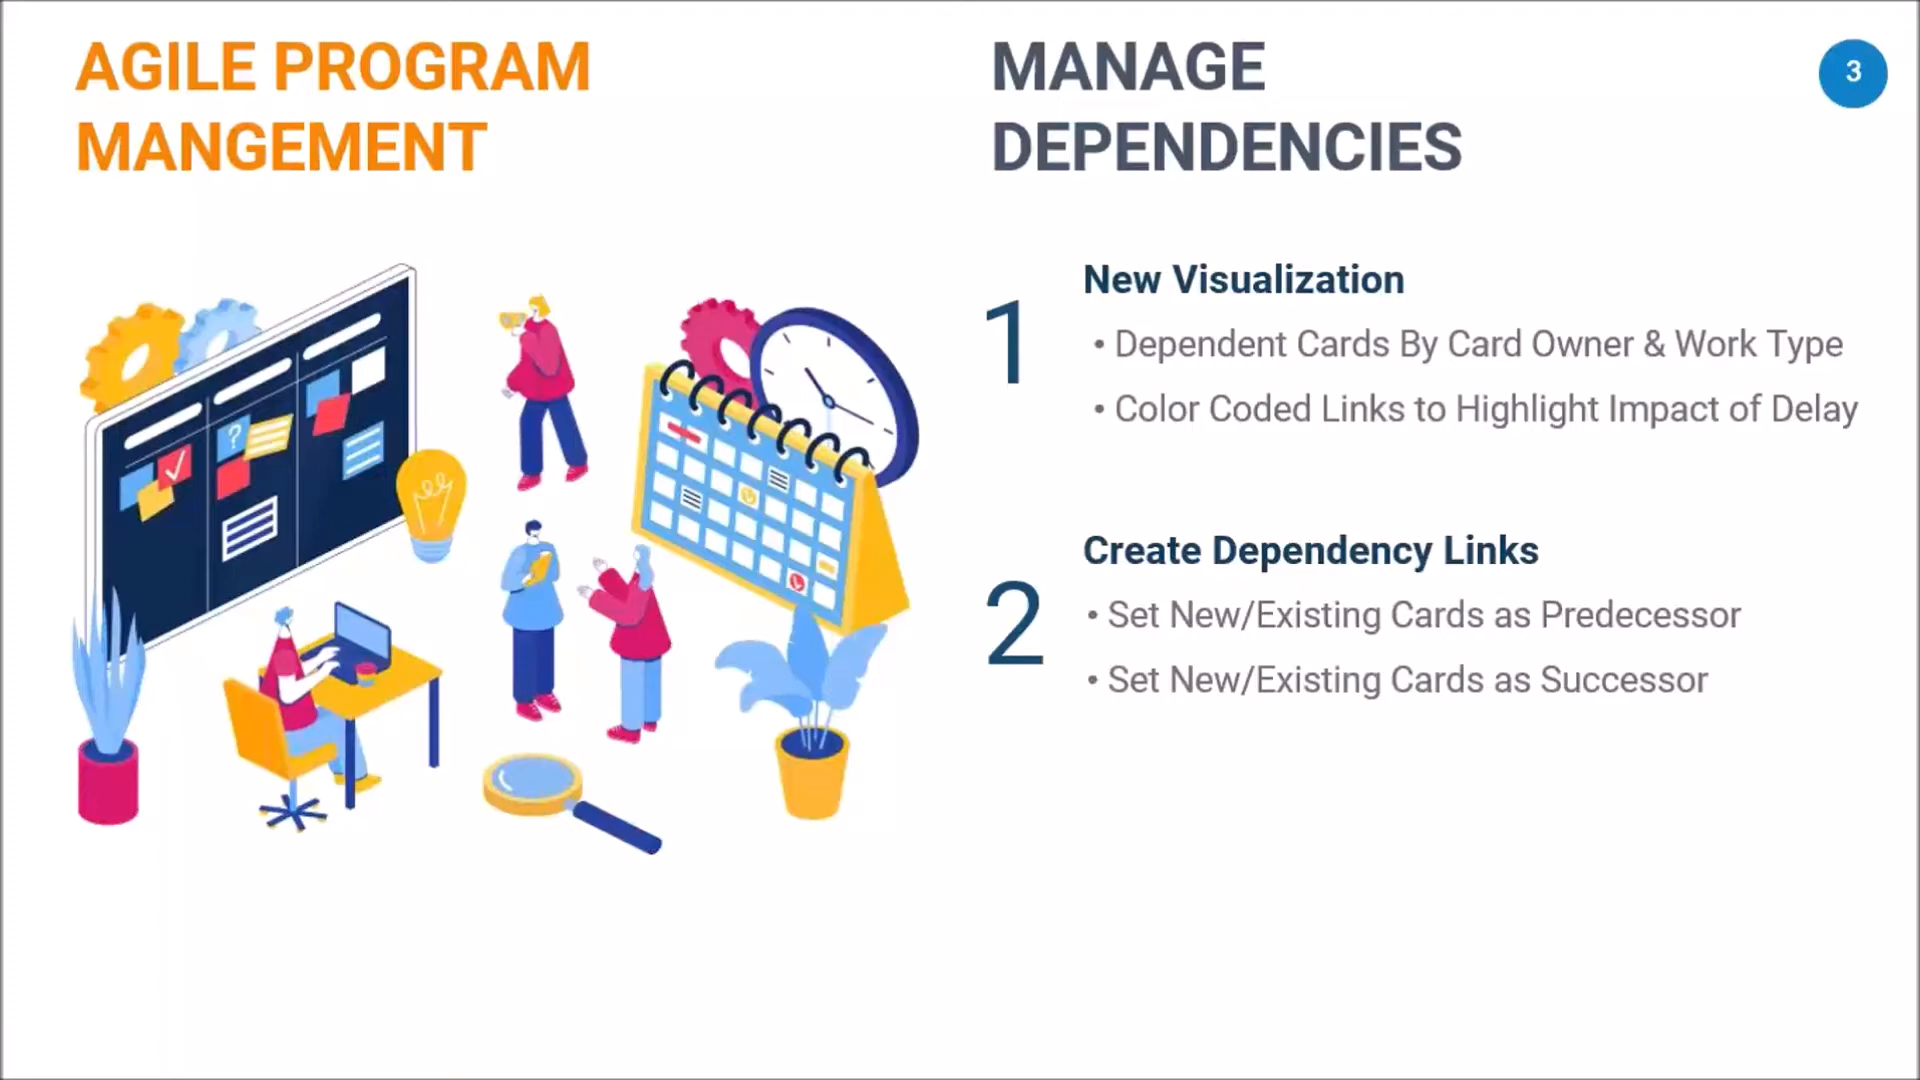 AGILE PROGRAM
MANGEMENT
MANAGE
DEPENDENCIES
3
1
New Visualization
• Dependent Cards By Card Owner & Work Type
• Color Coded Links to Highlight Impact of Delay
2
Create Dependency Links
• Set New/Existing Cards as Predecessor
• Set New/Existing Cards as Successor
?